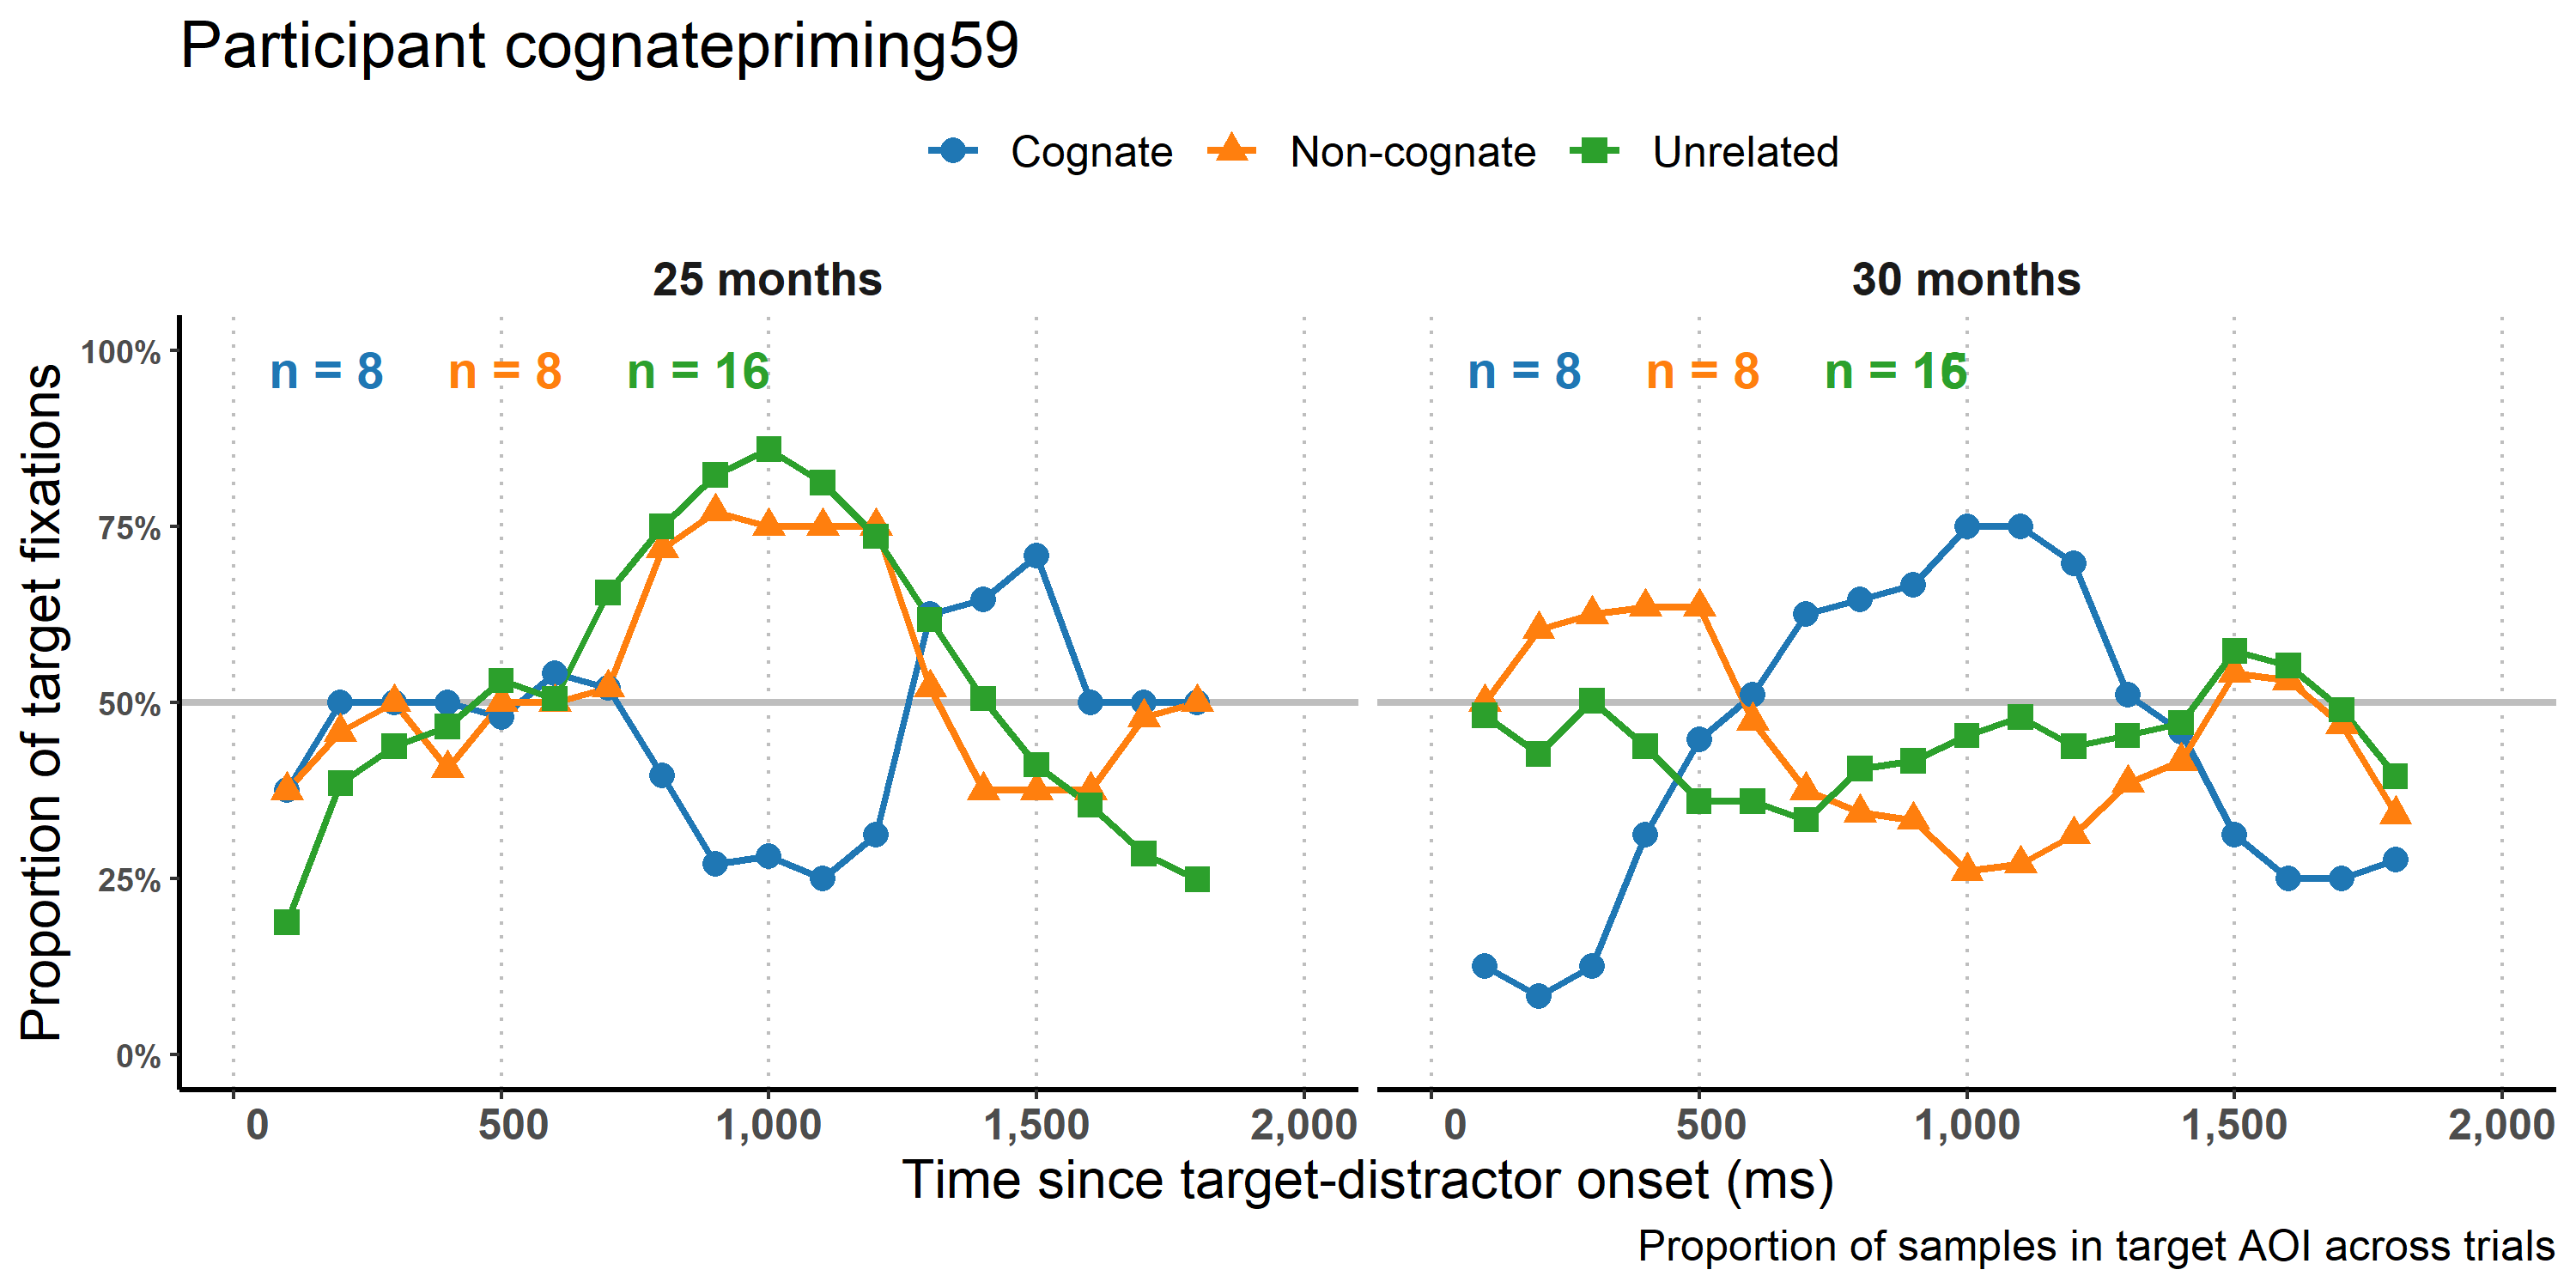 Participant cognatepriming59
Cognate Non-cognate Unrelated
25 months 30 months
Proportion of target fixations
100%
75%
50%
25%
0%
n = 8 n = 8 n = 16
n = 8 n = 8
0 500 1,000 1,500 2,000 0 500 1,000 1,500 2,000
Time since target-distractor onset (ms)
Proportion of samples in target AOI across trials